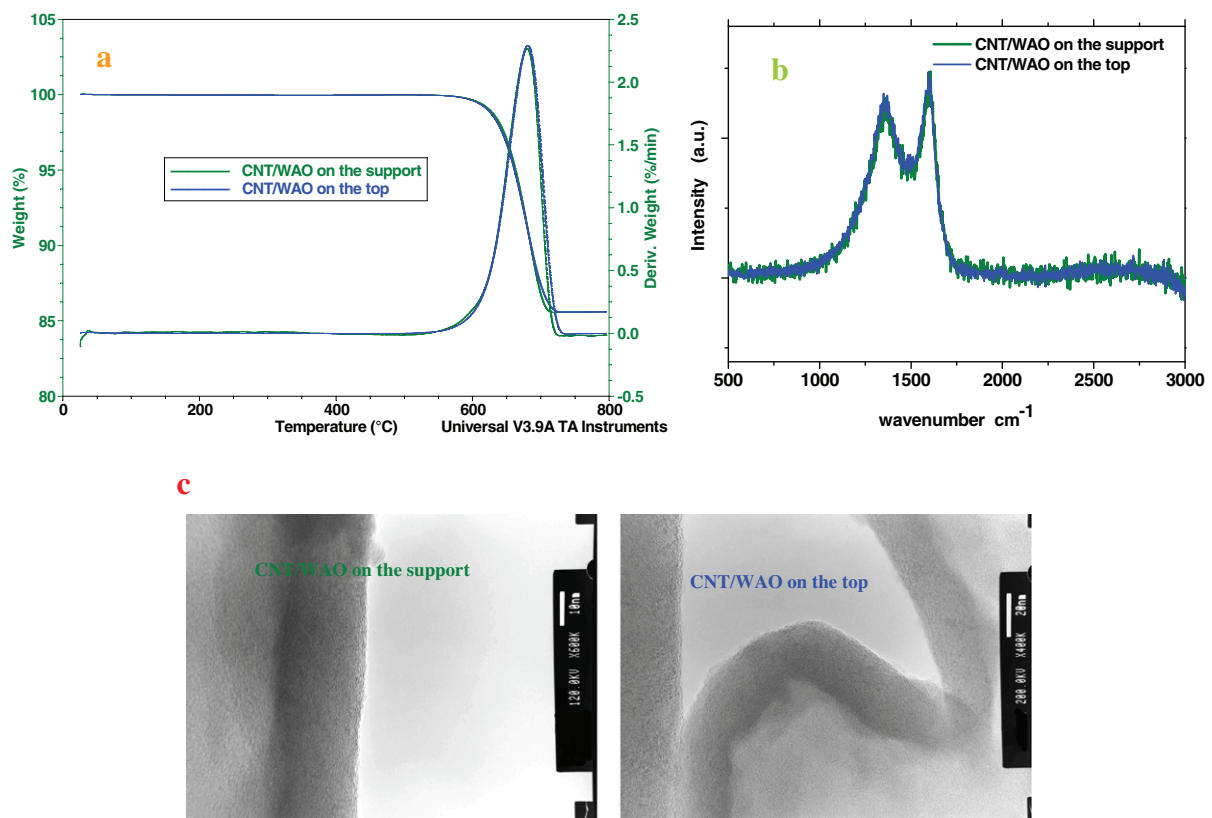 a
105
100
95
90
85
80
Weight (%)
2.5
2.0
1.5
1.0
0.5
0.0
-0.5
Deriv. Weight (%/min)
CNT/WAO on the support
CNT/WAO on the top
0
200
400
600
800
Temperature (°C)
Universal V3.9A TA Instruments
b
CNT/WAO on the support
CNT/WAO on the top
Intensity (a.u.)
500
1000
1500
2000
2500
3000
wavenumber cm-1
c
CNT/WAO on the support
120.0KV X600K 10nm
CNT/WAO on the top
200.0KV X400K 20nm